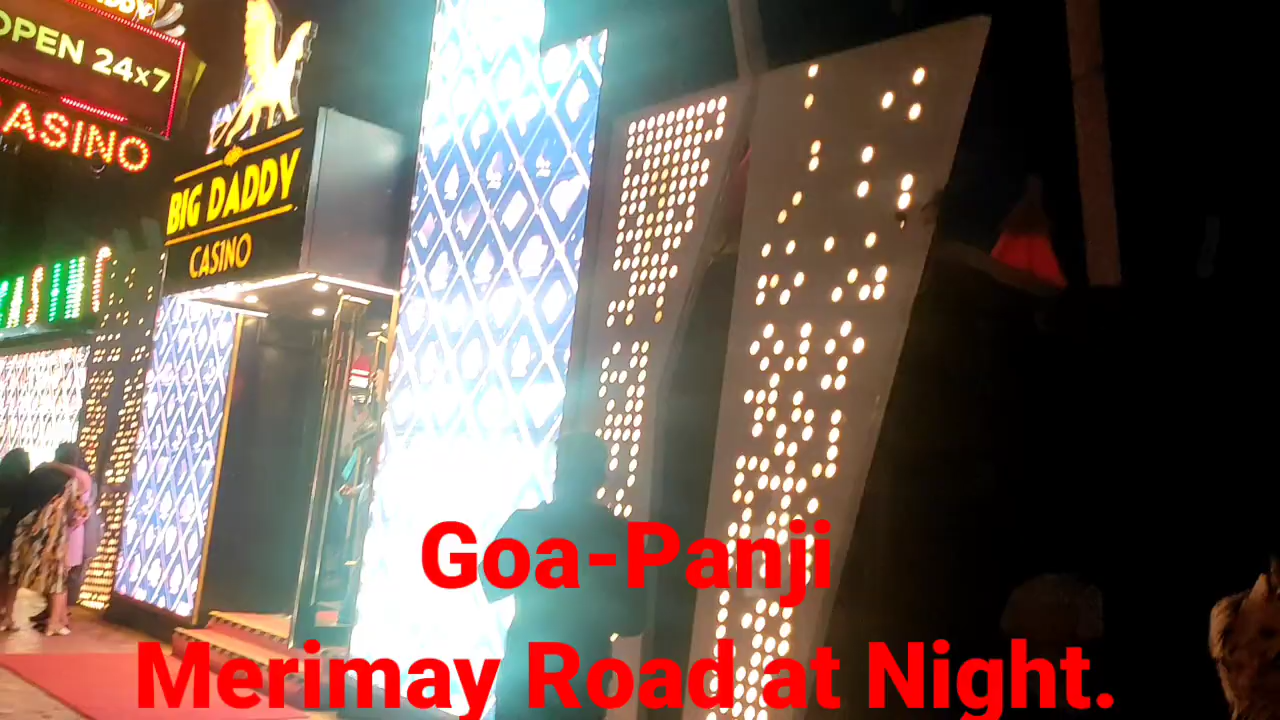 OPEN 24x7
CASINO
BIG DADDY
CASINO
Goa-Panji
Merimay Road at Night.